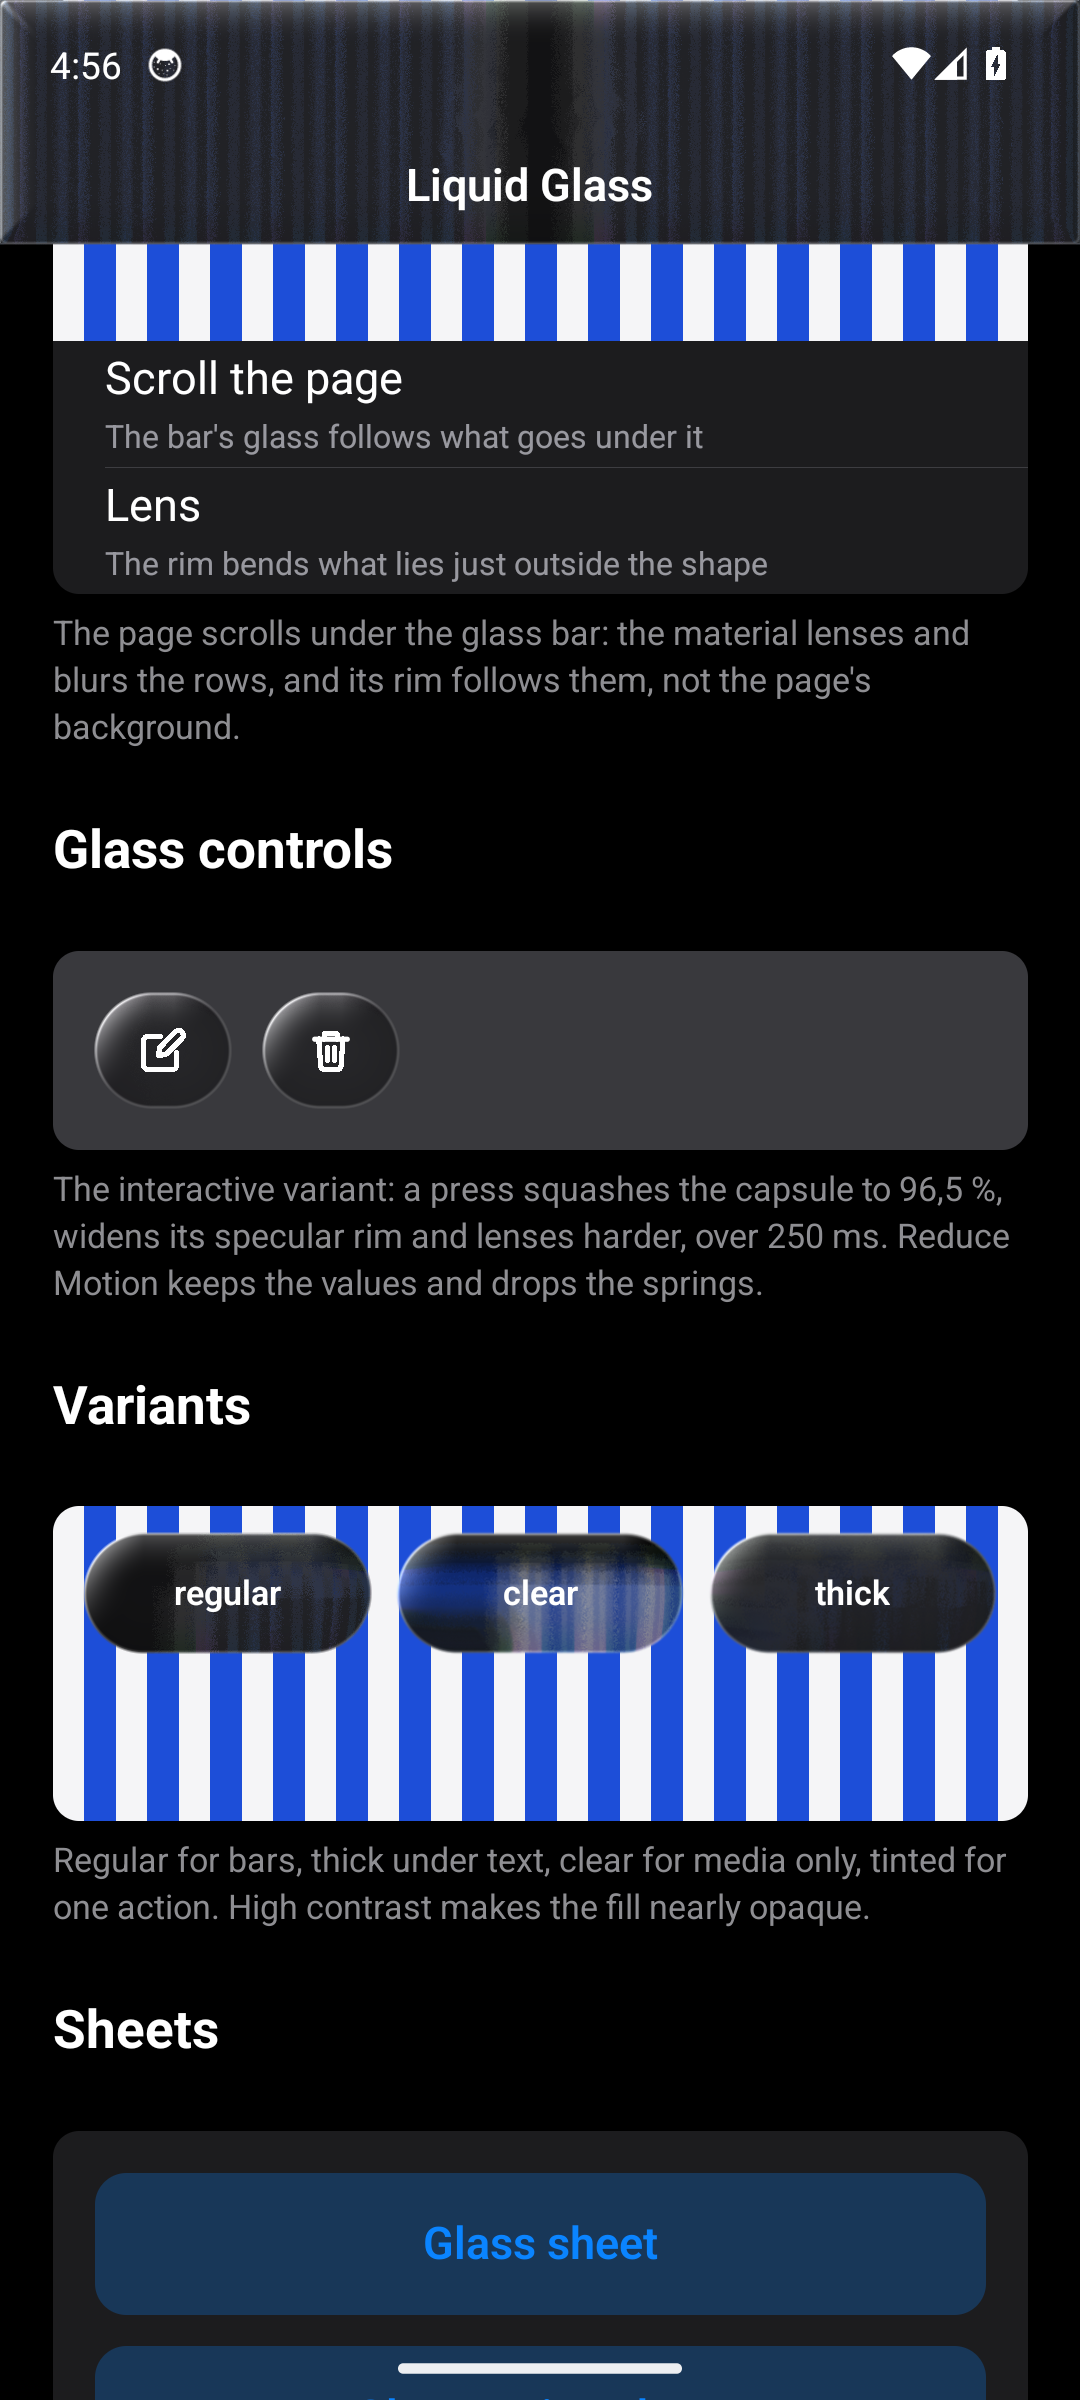 4:56
Liquid Glass
Scroll the page
The bar's glass follows what goes under it
Lens
The rim bends what lies just outside the shape
The page scrolls under the glass bar: the material lenses and
blurs the rows, and its rim follows them, not the page's
background.
Glass controls
The interactive variant: a press squashes the capsule to 96,5 %,
widens its specular rim and lenses harder, over 250 ms. Reduce
Motion keeps the values and drops the springs.
Variants
regular
clear
thick
Regular for bars, thick under text, clear for media only, tinted for
one action. High contrast makes the fill nearly opaque.
Sheets
Glass sheet